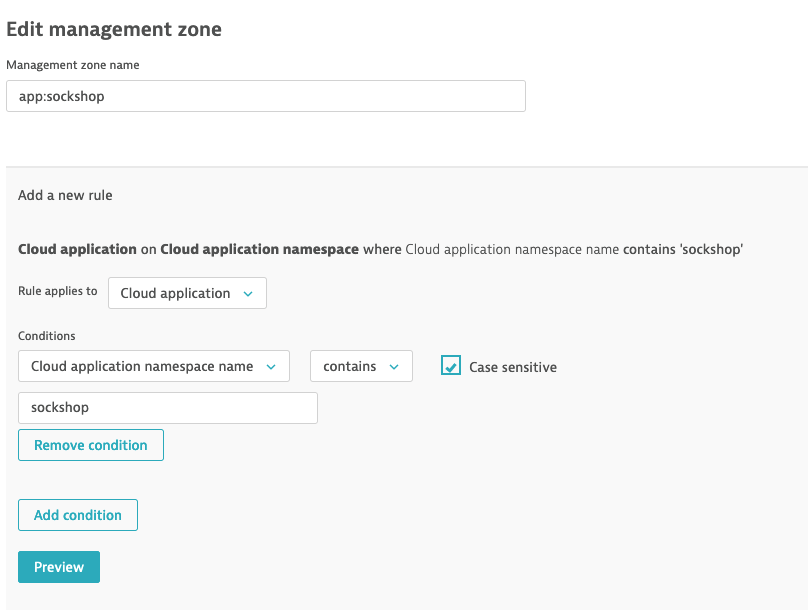 Edit management zone
Management zone name
app:sockshop
Add a new rule
Cloud application on Cloud application namespace where Cloud application namespace name contains 'sockshop'
Rule applies to Cloud application
Conditions
Cloud application namespace name contains Case sensitive
sockshop
Remove condition
Add condition
Preview